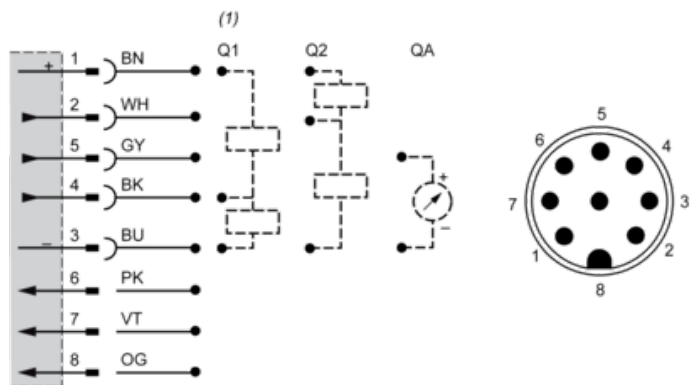 (1)
Q1 Q2 QA
+ 1 BN
2 WH
5 GY
4 BK
+
–
– 3 BU
6 PK
7 VT
8 OG
5
6 4
7 3
1 2
8